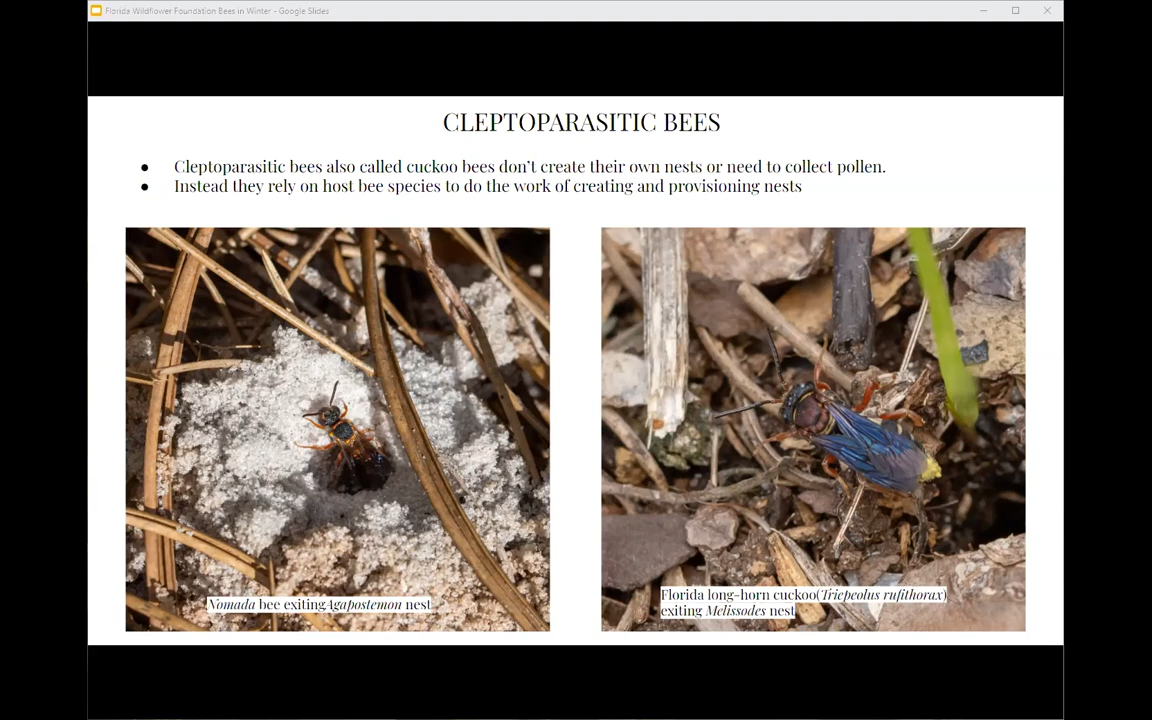 Florida Wildflower Foundation Bees in Winter - Google Slides
CLEPTOPARASITIC BEES
● Cleptoparasitic bees also called cuckoo bees don't create their own nests or need to collect pollen.
● Instead they rely on host bee species to do the work of creating and provisioning nests
Nomada bee exitingAgapostemon nest
Florida long-horn cuckoo(Triepeolus rufithorax)
exiting Melissodes nest